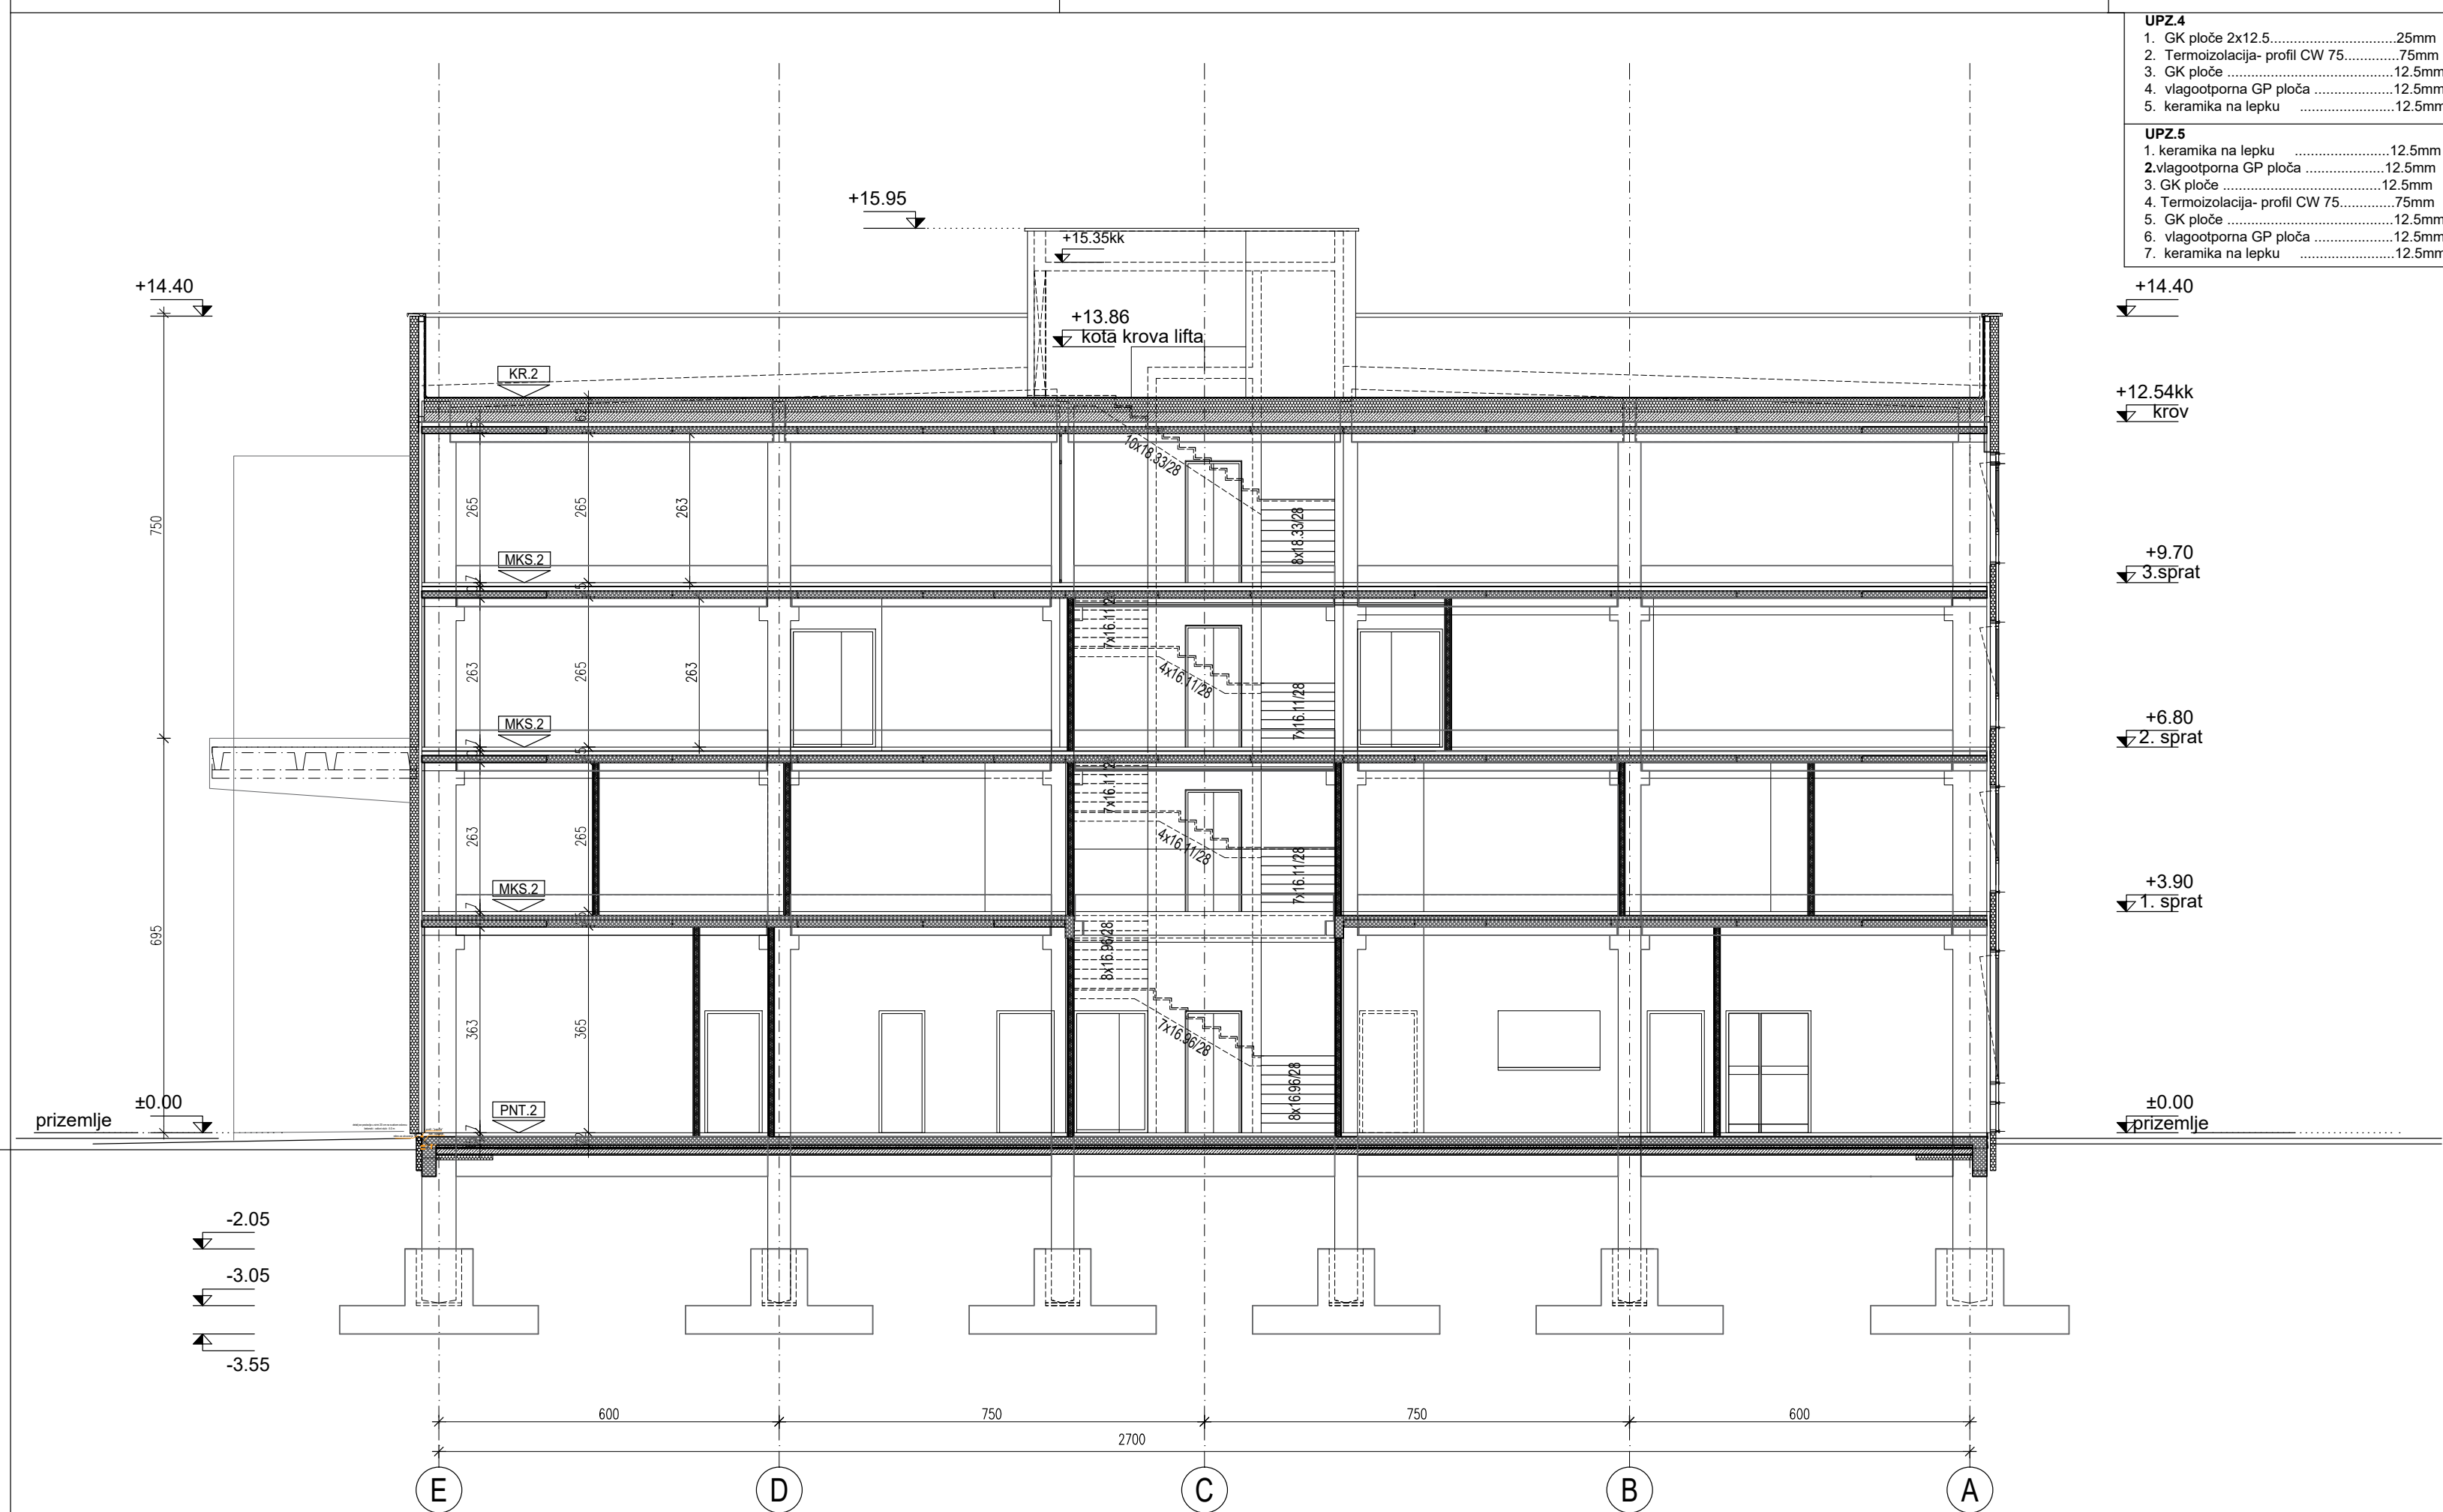 UPZ.4
1. GK ploče 2x12.5................................25mm
2. Termoizolacija- profil CW 75..............75mm
3. GK ploče ..........................................12.5mm
4. vlagootporna GP ploča ....................12.5mm
5. keramika na lepku ........................12.5mm
UPZ.5
1. keramika na lepku ........................12.5mm
2.vlagootporna GP ploča ....................12.5mm
3. GK ploče ........................................12.5mm
4. Termoizolacija- profil CW 75..............75mm
5. GK ploče ..........................................12.5mm
6. vlagootporna GP ploča ....................12.5mm
7. keramika na lepku ........................12.5mm
+15.95
+15.35kk
+14.40
+14.40
+13.86
kota krova lifta
KR.2
+12.54kk
krov
62
10x18.33/28
750
265
265
263
8x18.33/28
MKS.2
+9.70
3.sprat
7x16.11/2
263
265
263
4x16.11/28
7x16.11/28
MKS.2
+6.80
2. sprat
7x16.11/2
695
263
265
4x16.11/28
7x16.11/28
MKS.2
+3.90
1. sprat
8x16.96/28
363
365
7x16.96/28
8x16.96/28
PNT.2
±0.00
prizemlje
±0.00
prizemlje
-2.05
-3.05
-3.55
600
750
750
600
2700
E
D
C
B
A